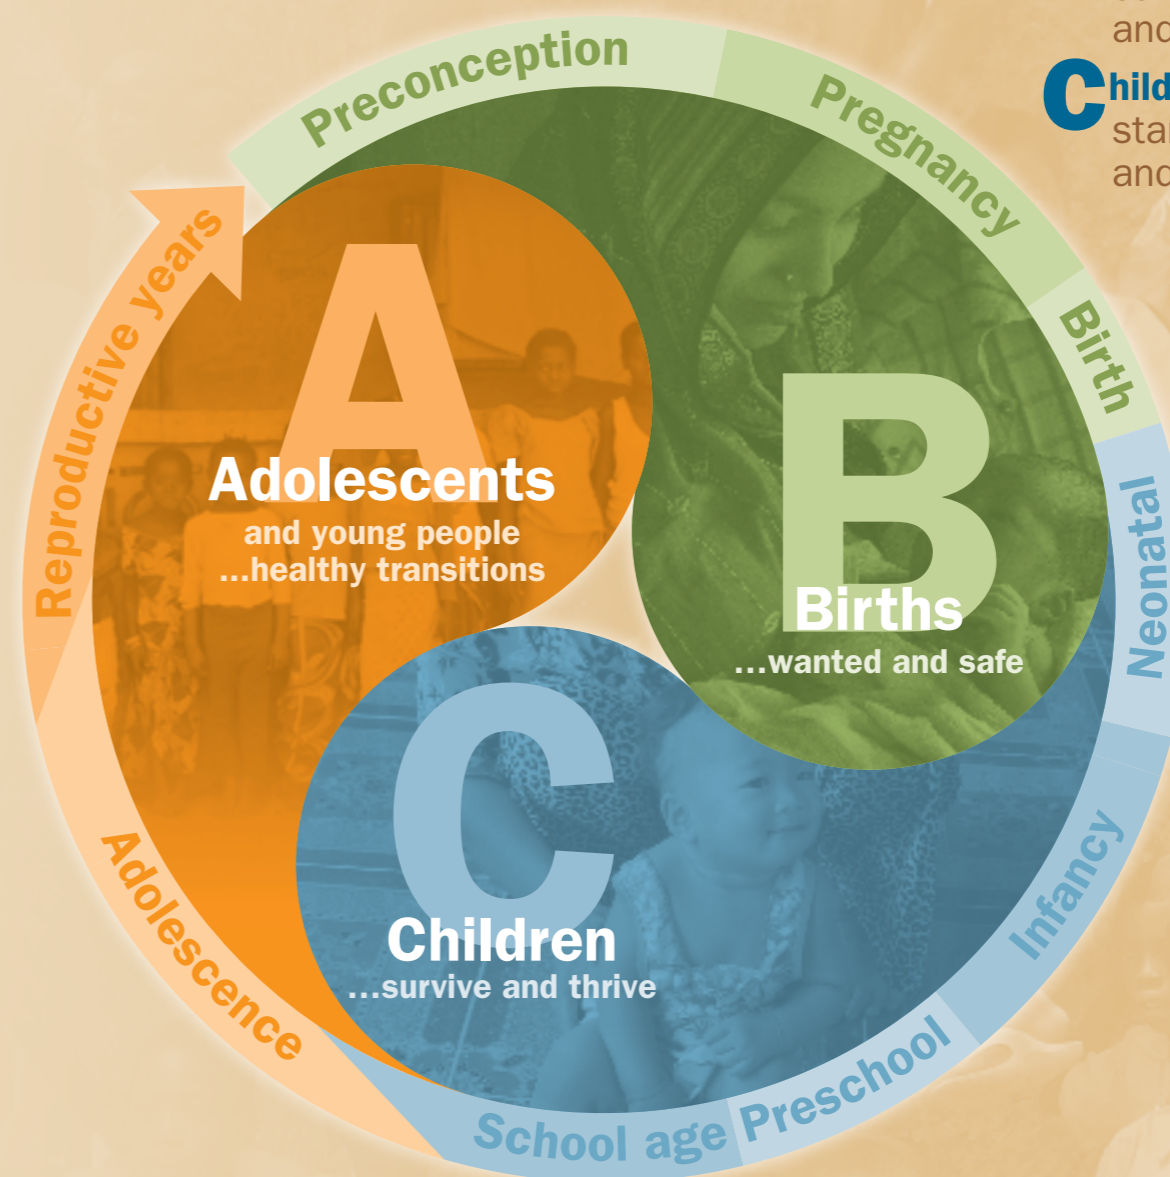 Preconception
Pregnancy
Birth
Neonatal
Infancy
Preschool
School age
Adolescence
Reproductive years
A
Adolescents
and young people
...healthy transitions
B
Births
...wanted and safe
C
Children
...survive and thrive
and